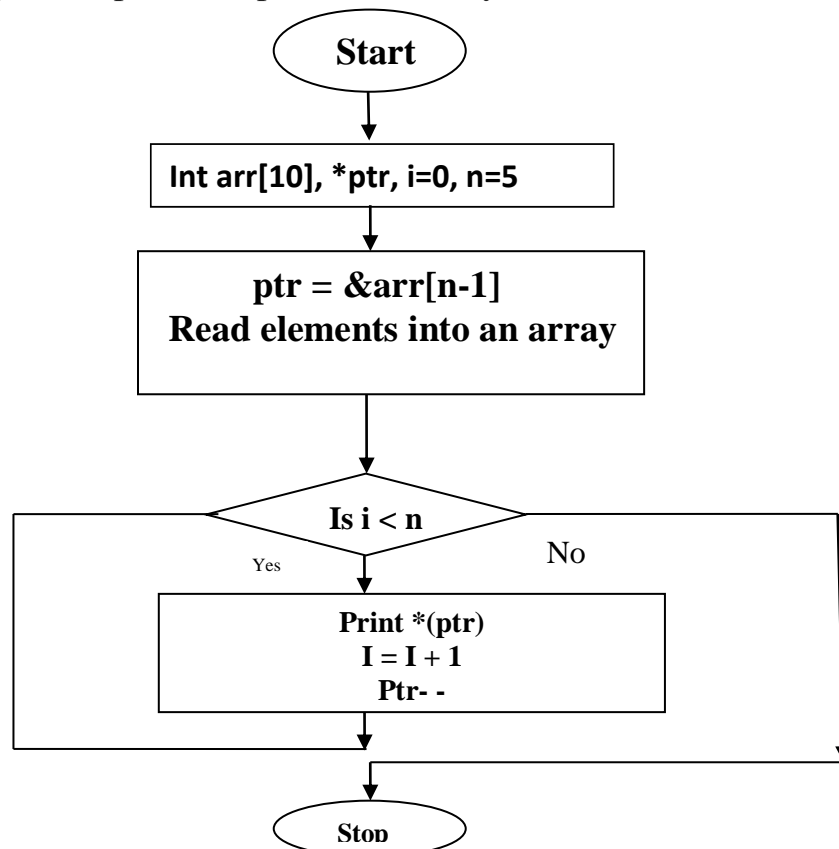 Start
Int arr[10], *ptr, i=0, n=5
ptr = &arr[n-1]
Read elements into an array
Is i < n
Yes
No
Print *(ptr)
I = I + 1
Ptr- -
Stop